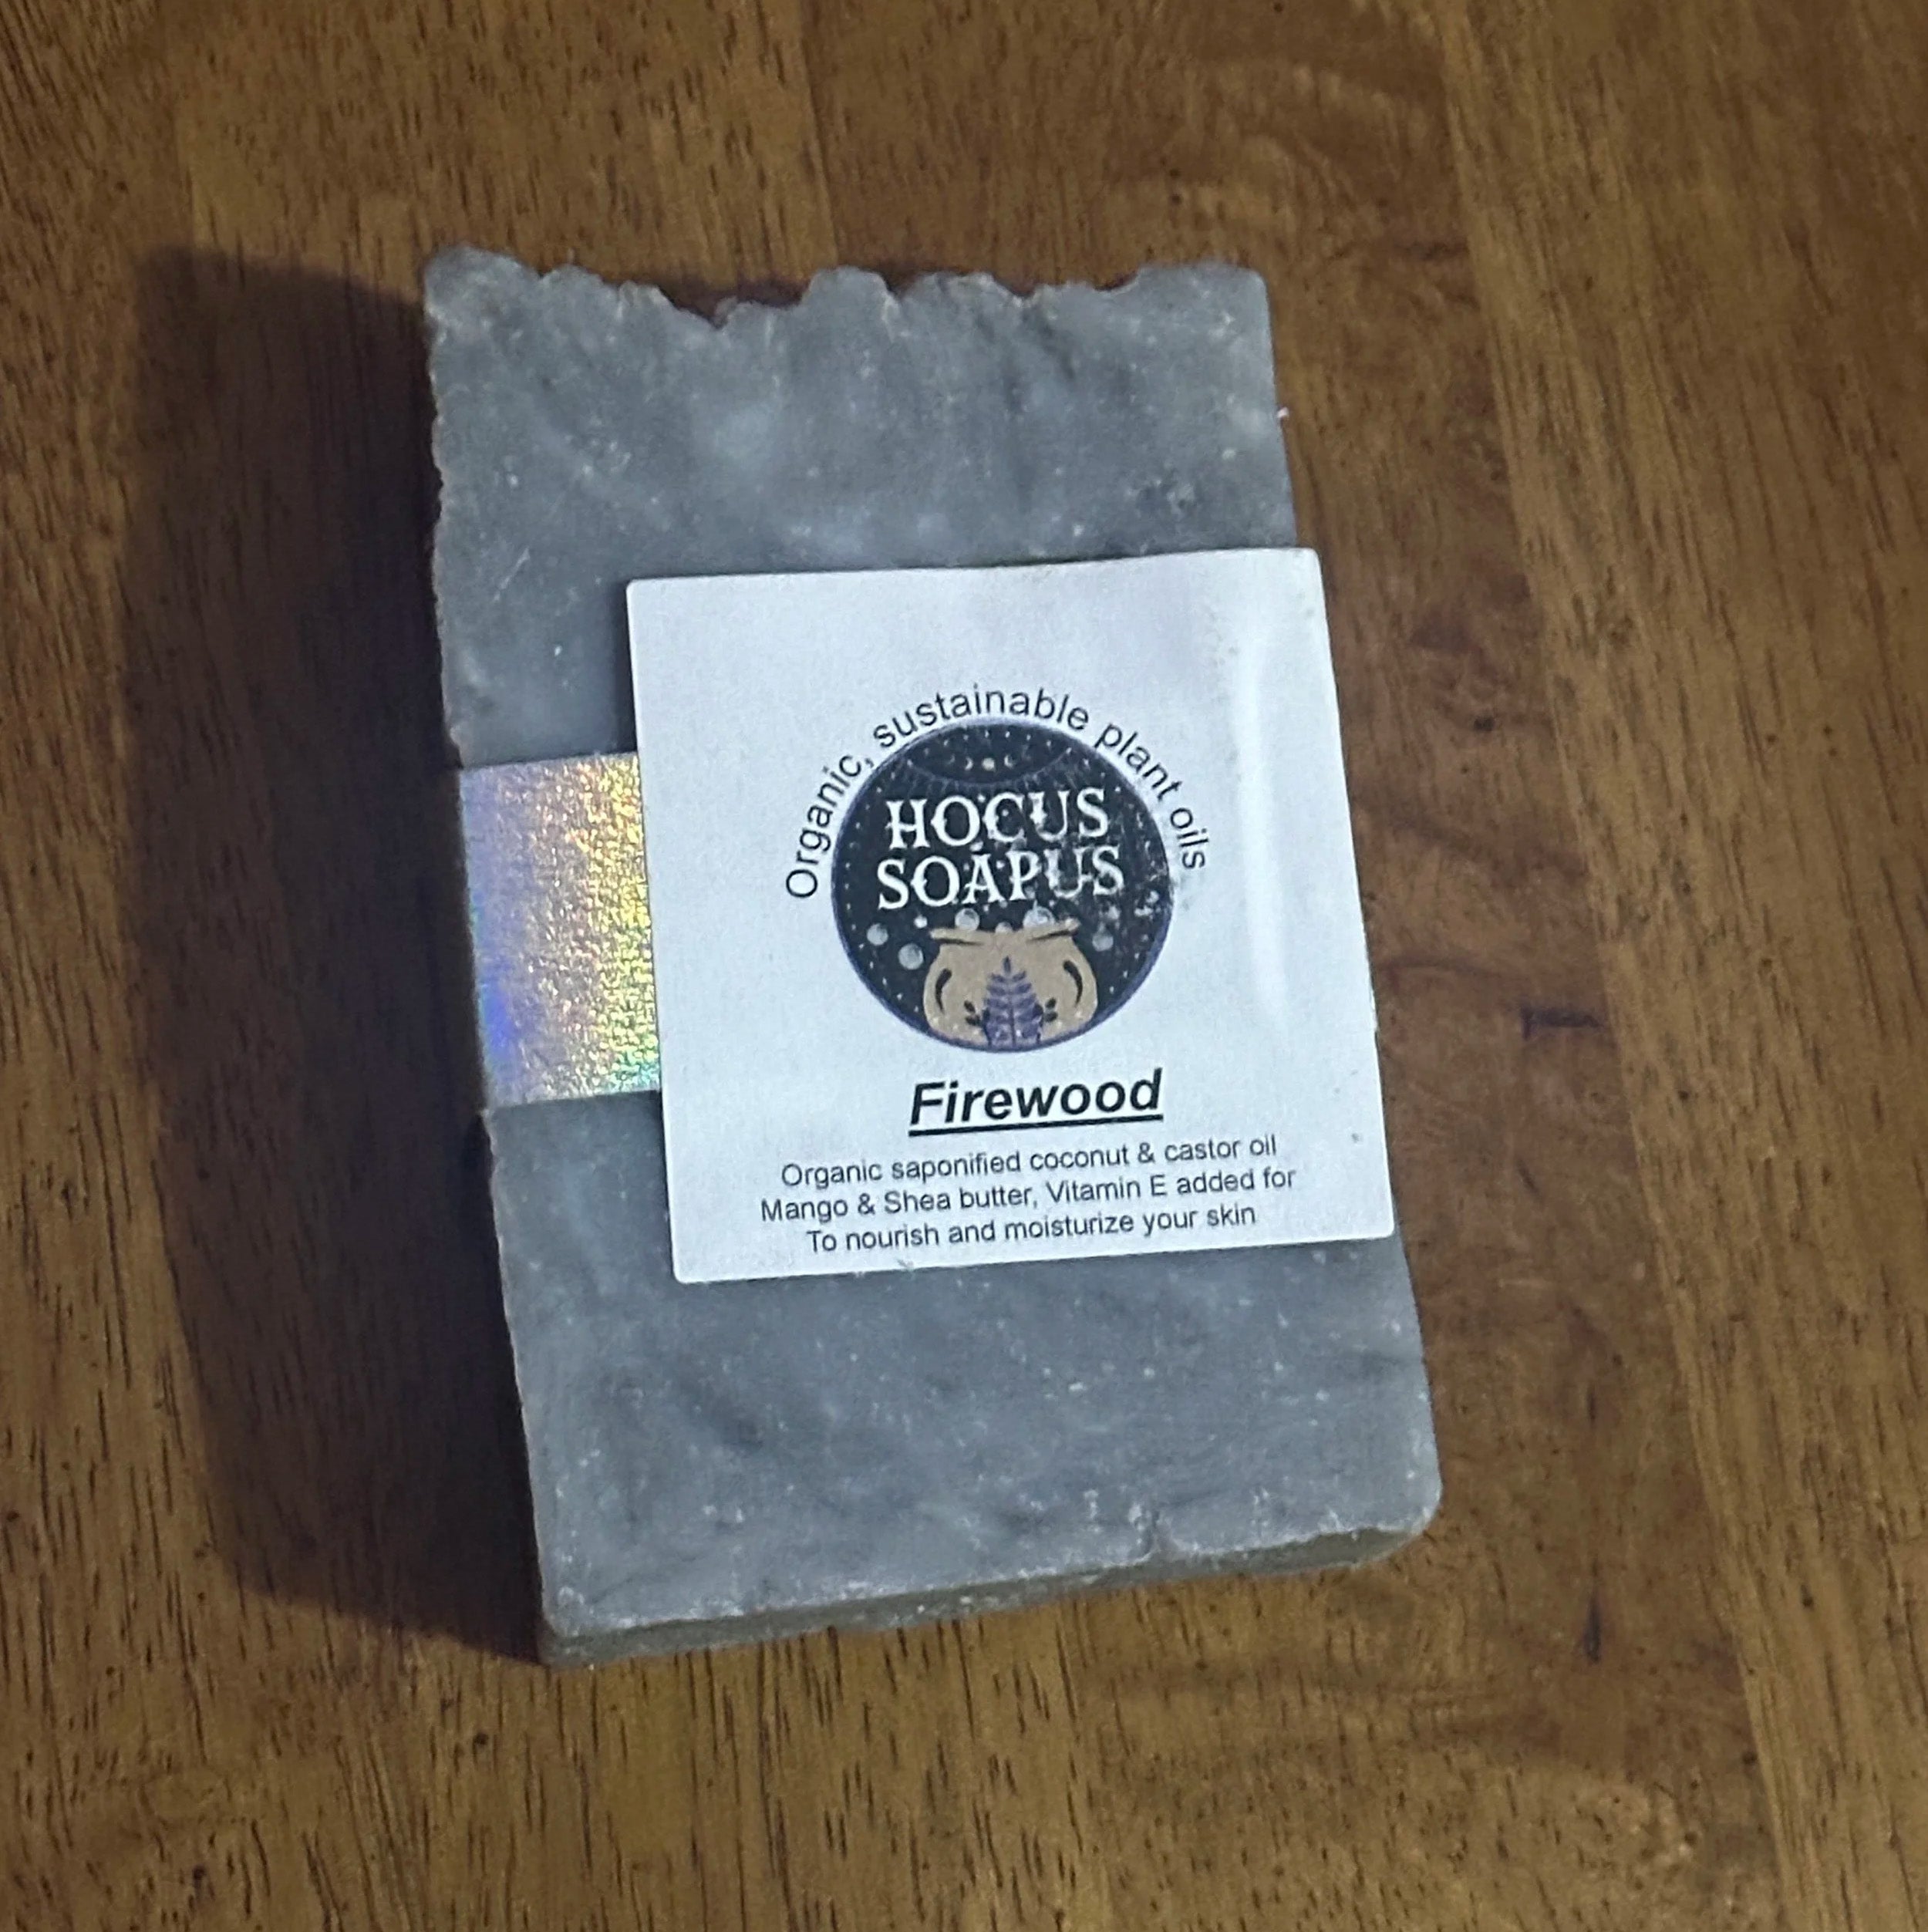 Organic, sustainable plant oils
HOCUS
SOAPUS
Firewood
Organic saponified coconut & castor oil
Mango & Shea butter, Vitamin E added for
To nourish and moisturize your skin